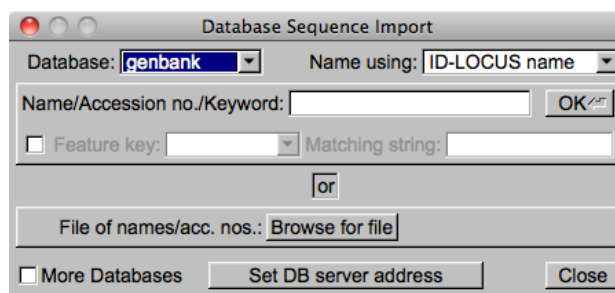 Database Sequence Import
Database: genbank Name using: ID-LOCUS name
Name/Accession no./Keyword: OK
Feature key: Matching string:
or
File of names/acc. nos.: Browse for file
More Databases Set DB server address Close